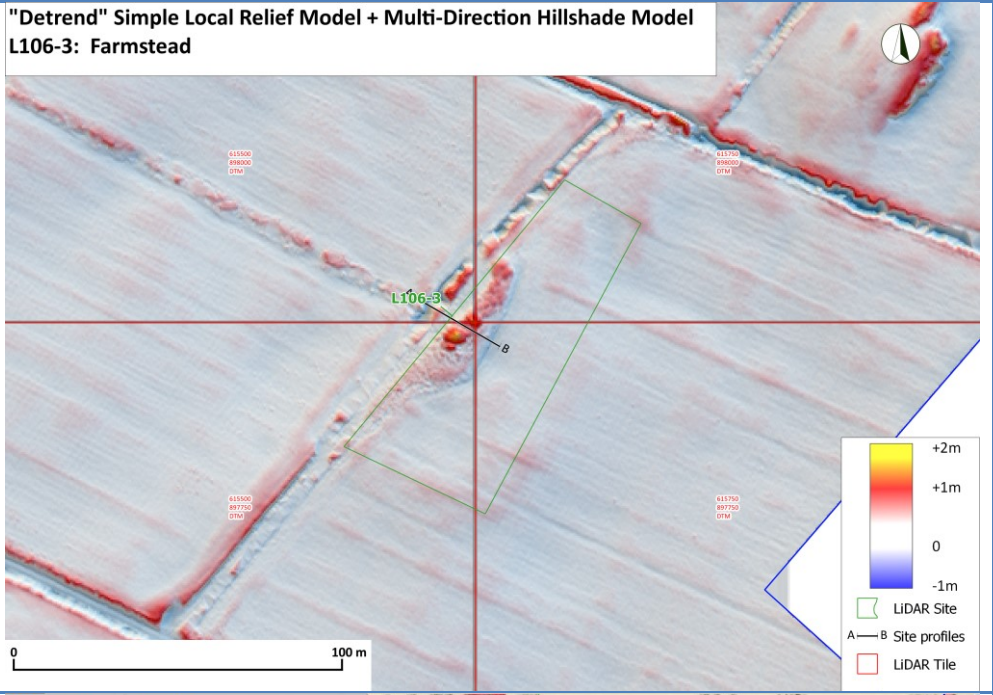 "Detrend" Simple Local Relief Model + Multi-Direction Hillshade Model
L106-3:  Farmstead
615500
898000
DTM
615750
898000
DTM
A
L106-3
B
615500
897750
DTM
615750
897750
DTM
+2m
+1m
0
-1m
LiDAR Site
A B Site profiles
LiDAR Tile
0 100 m